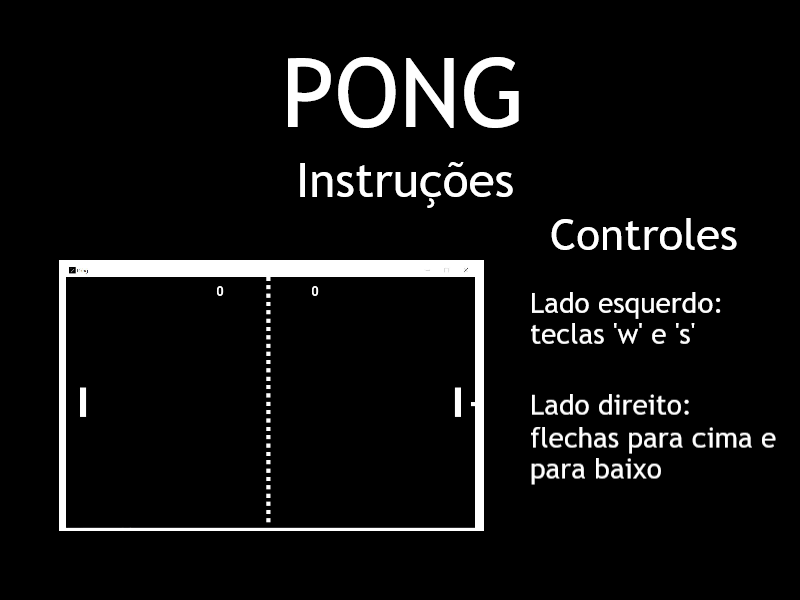 PONG
Instruções
Controles
Pong
0 0
Lado esquerdo:
teclas 'w' e 's'
Lado direito:
flechas para cima e
para baixo